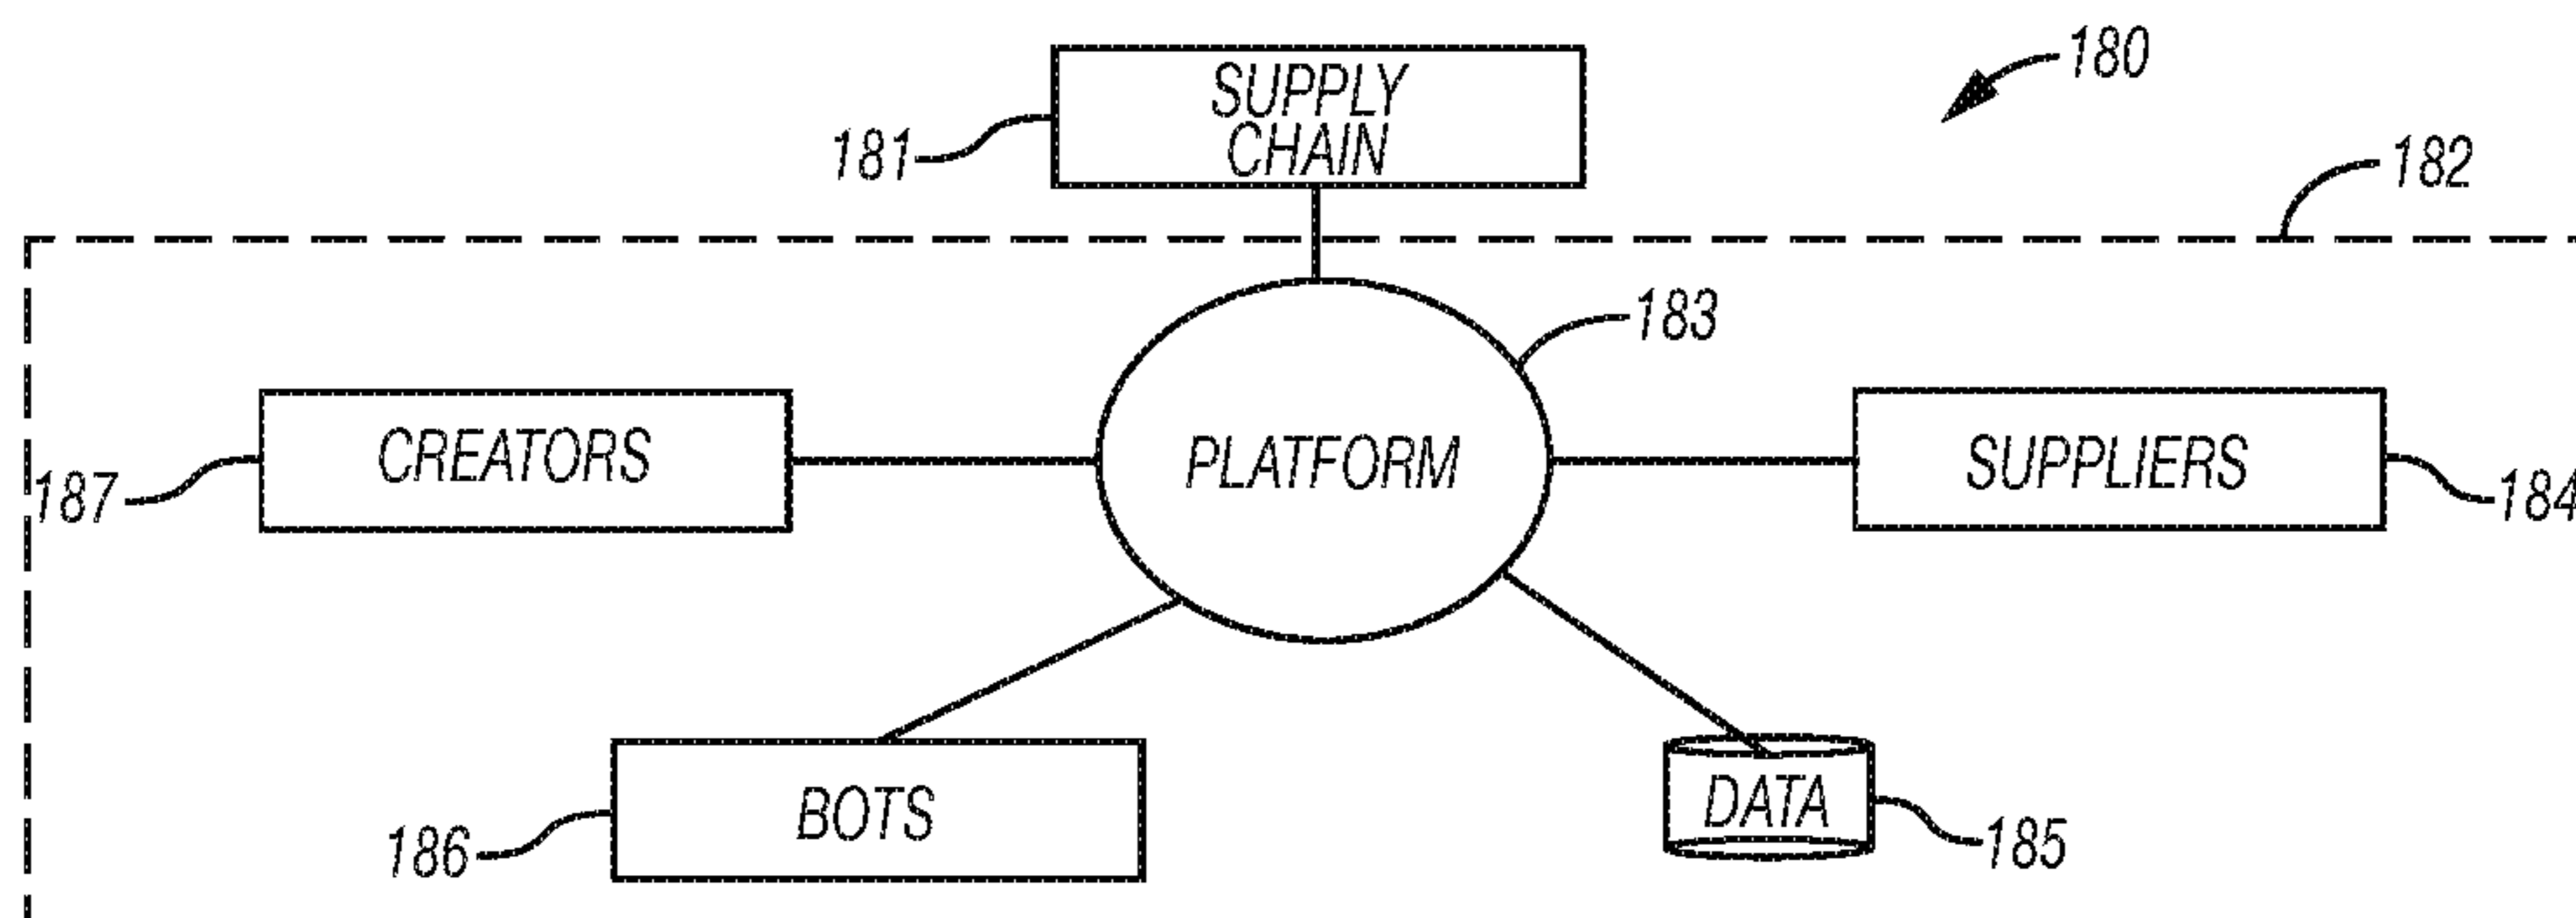 180
SUPPLY
CHAIN
181
182
183
CREATORS
PLATFORM
SUPPLIERS
187
184
BOTS
DATA
186
185